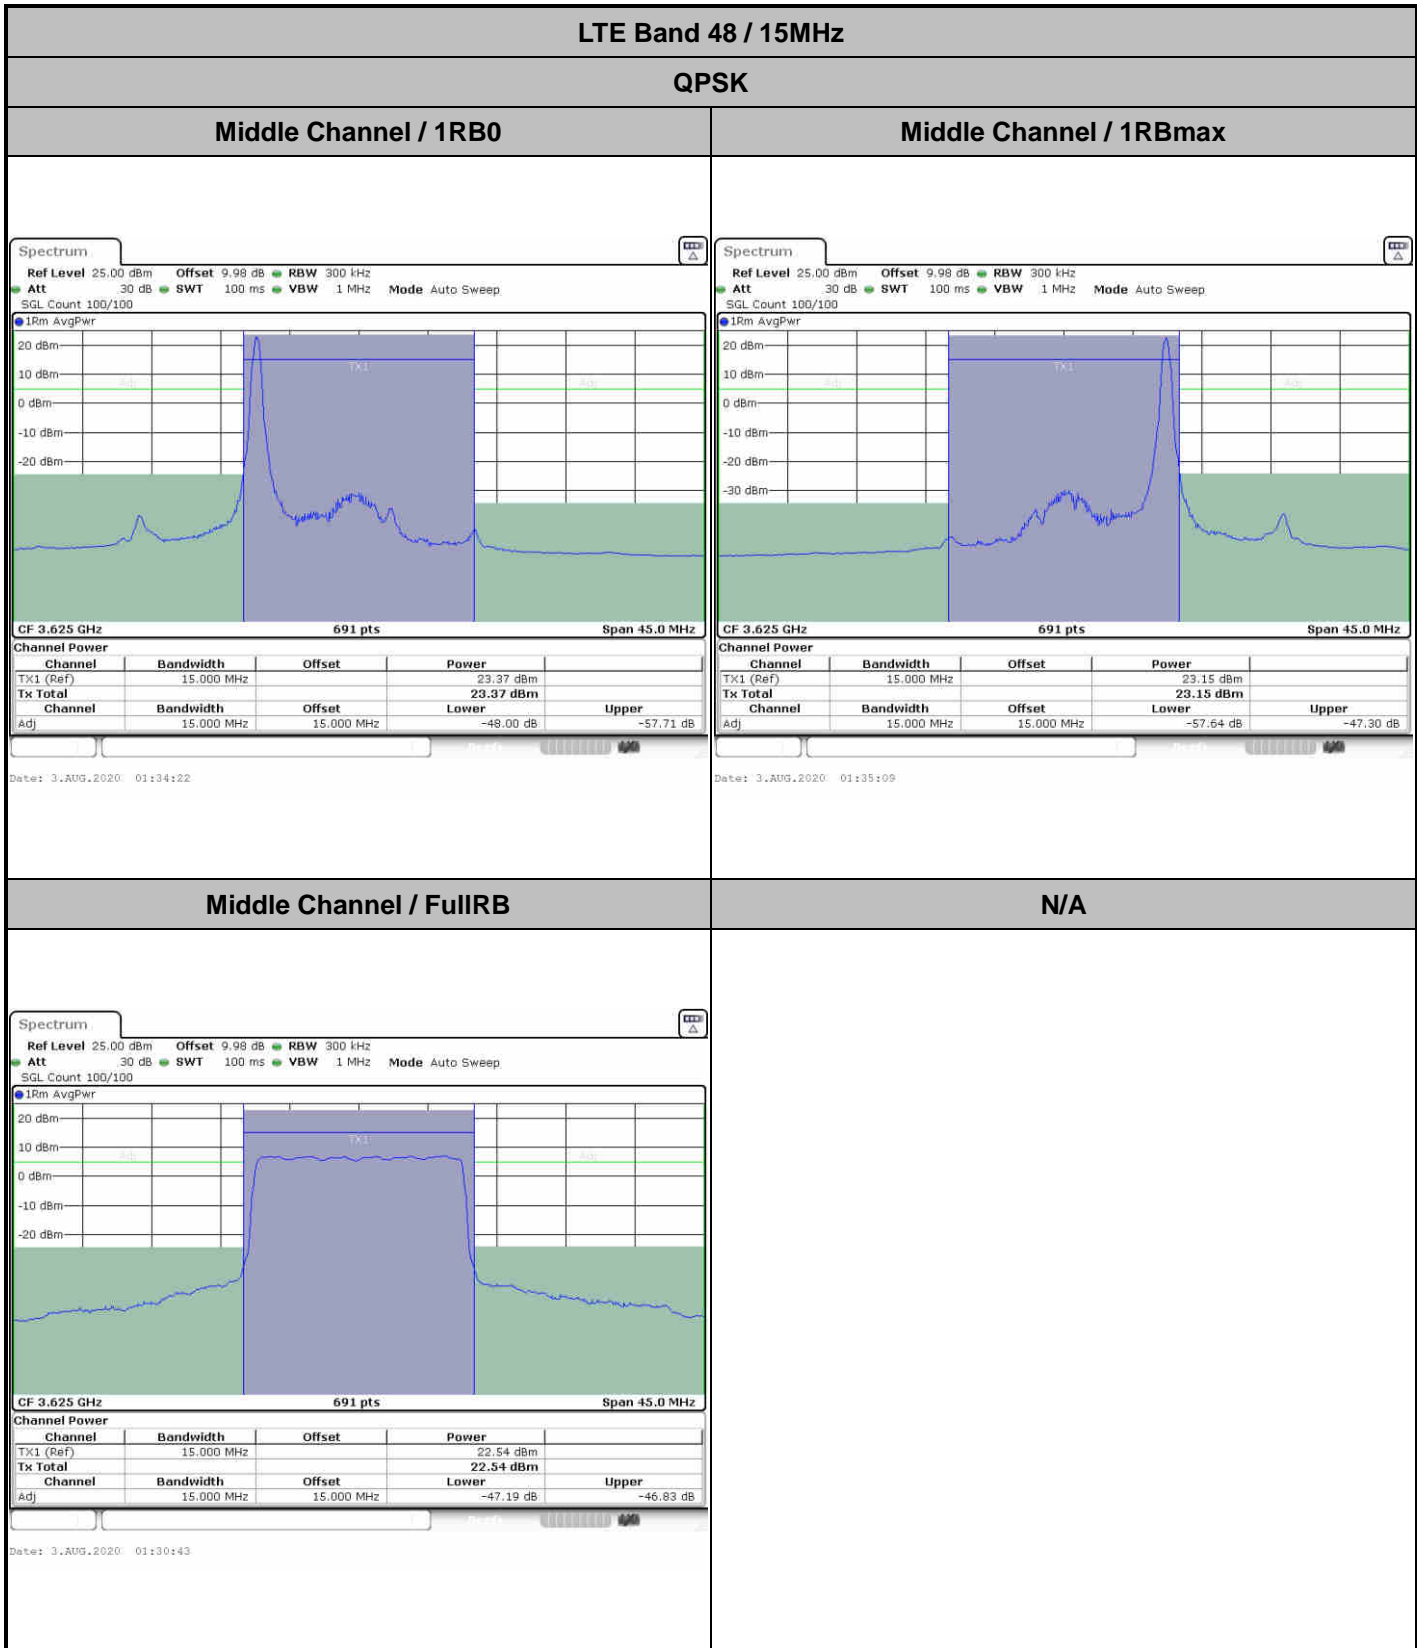 LTE Band 48 / 15MHz
QPSK
Middle Channel / 1RB0
Middle Channel / 1RBmax
Spectrum
Ref Level 25.00 dBm Offset 9.98 dB RBW 300 kHz
Att 30 dB SWT 100 ms VBW 1 MHz Mode Auto Sweep
SGL Count 100/100
1Rm AvgPwr
20 dBm
10 dBm
0 dBm
-10 dBm
-20 dBm
Adj
TX1
Adj
CF 3.625 GHz 691 pts Span 45.0 MHz
Channel Power
Channel Bandwidth Offset Power
TX1 (Ref) 15.000 MHz 23.37 dBm
Tx Total 23.37 dBm
Channel Bandwidth Offset Lower Upper
Adj 15.000 MHz 15.000 MHz -48.00 dB -57.71 dB
Date: 3.AUG.2020 01:34:22
Spectrum
Ref Level 25.00 dBm Offset 9.98 dB RBW 300 kHz
Att 30 dB SWT 100 ms VBW 1 MHz Mode Auto Sweep
SGL Count 100/100
1Rm AvgPwr
20 dBm
10 dBm
0 dBm
-10 dBm
-20 dBm
-30 dBm
Adj
TX1
Adj
CF 3.625 GHz 691 pts Span 45.0 MHz
Channel Power
Channel Bandwidth Offset Power
TX1 (Ref) 15.000 MHz 23.15 dBm
Tx Total 23.15 dBm
Channel Bandwidth Offset Lower Upper
Adj 15.000 MHz 15.000 MHz -57.64 dB -47.30 dB
Date: 3.AUG.2020 01:35:09
Middle Channel / FullRB
N/A
Spectrum
Ref Level 25.00 dBm Offset 9.98 dB RBW 300 kHz
Att 30 dB SWT 100 ms VBW 1 MHz Mode Auto Sweep
SGL Count 100/100
1Rm AvgPwr
20 dBm
10 dBm
0 dBm
-10 dBm
-20 dBm
Adj
TX1
Adj
CF 3.625 GHz 691 pts Span 45.0 MHz
Channel Power
Channel Bandwidth Offset Power
TX1 (Ref) 15.000 MHz 22.54 dBm
Tx Total 22.54 dBm
Channel Bandwidth Offset Lower Upper
Adj 15.000 MHz 15.000 MHz -47.19 dB -46.83 dB
Date: 3.AUG.2020 01:30:43